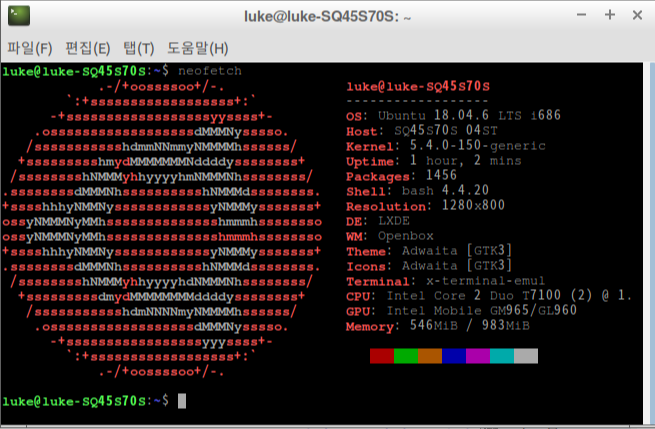 luke@luke-SQ45S70S: ~
파일(F) 편집(E) 탭(T) 도움말(H)
luke@luke-SQ45S70S:~$ neofetch
.-/+oossssoo+/-.
`:+ssssssssssssssssss+:`
-+ssssssssssssssssssyyssss+-
.ossssssssssssssssssdMMMNysssso.
/ssssssssssshdmmNNmmyNMMMMhssssss/
+ssssssssshmydMMMMMMMNddddyssssssss+
/sssssssshNMMMyhhyyyyhmNMMMNhssssssss/
.ssssssssdMMMNhsssssssssshNMMMdssssssss.
+sssshhhyNMMNyssssssssssssyNMMMysssssss+
ossyNMMMNyMMhsssssssssssssshmmmhssssssso
ossyNMMMNyMMhsssssssssssssshmmmhssssssso
+sssshhhyNMMNyssssssssssssyNMMMysssssss+
.ssssssssdMMMNhsssssssssshNMMMdssssssss.
/sssssssshNMMMyhhyyyyhdNMMMNhssssssss/
+sssssssssdmydMMMMMMMMddddyssssssss+
/ssssssssssshdmNNNNmyNMMMMhssssss/
.ossssssssssssssssssdMMMNysssso.
-+sssssssssssssssssyyyssss+-
`:+ssssssssssssssssss+:`
.-/+oossssoo+/-.
luke@luke-SQ45S70S
------------------
OS: Ubuntu 18.04.6 LTS i686
Host: SQ45S70S 04ST
Kernel: 5.4.0-150-generic
Uptime: 1 hour, 2 mins
Packages: 1456
Shell: bash 4.4.20
Resolution: 1280x800
DE: LXDE
WM: Openbox
Theme: Adwaita [GTK3]
Icons: Adwaita [GTK3]
Terminal: x-terminal-emul
CPU: Intel Core 2 Duo T7100 (2) @ 1.
GPU: Intel Mobile GM965/GL960
Memory: 546MiB / 983MiB
luke@luke-SQ45S70S:~$